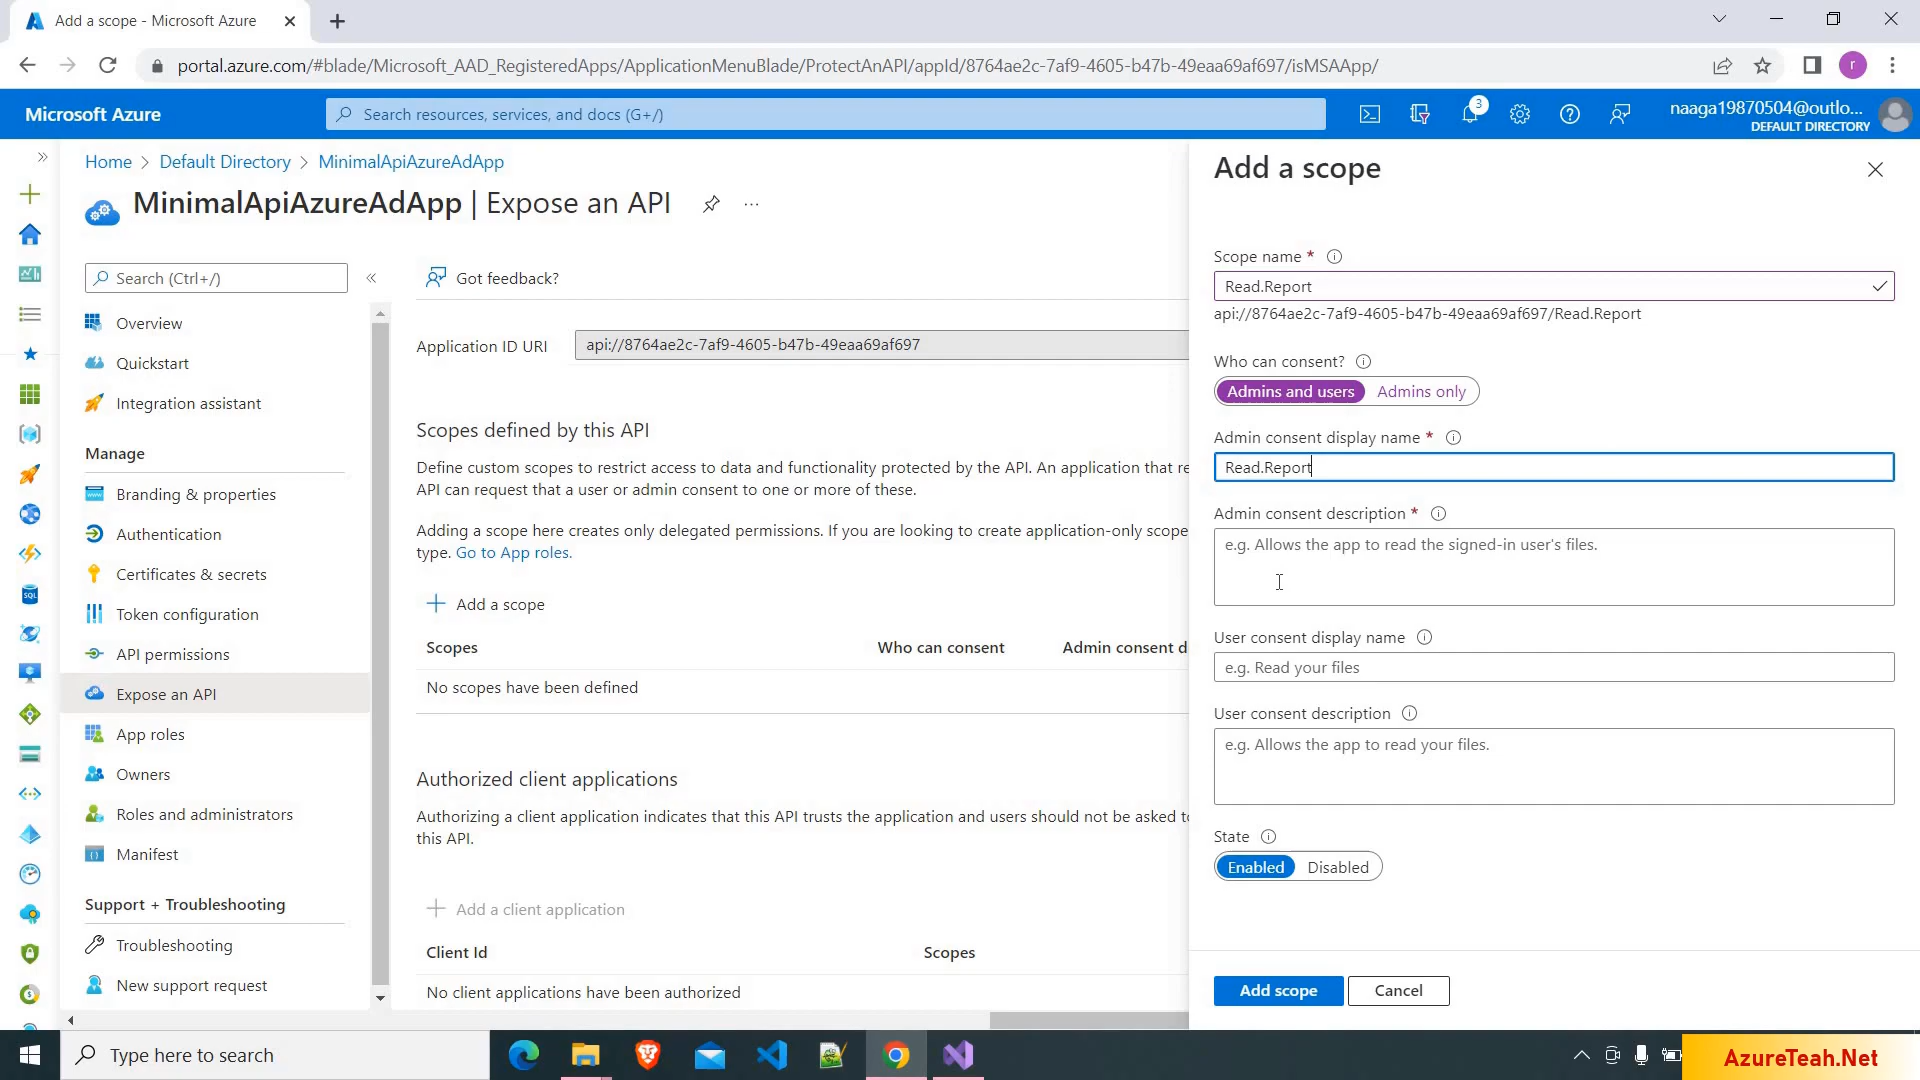 Add a scope - Microsoft Azure
portal.azure.com/#blade/Microsoft_AAD_RegisteredApps/ApplicationMenuBlade/ProtectAnAPI/appId/8764ae2c-7af9-4605-b47b-49eaa69af697/isMSAApp/
r
Microsoft Azure
Search resources, services, and docs (G+/)
3
naaga19870504@outlo...
DEFAULT DIRECTORY
Home > Default Directory > MinimalApiAzureAdApp
MinimalApiAzureAdApp | Expose an API
Search (Ctrl+/)
Overview
Quickstart
Integration assistant
Manage
Branding & properties
Authentication
Certificates & secrets
Token configuration
API permissions
Expose an API
App roles
Owners
Roles and administrators
Manifest
Support + Troubleshooting
Troubleshooting
New support request
Got feedback?
Application ID URI
api://8764ae2c-7af9-4605-b47b-49eaa69af697
Scopes defined by this API
Define custom scopes to restrict access to data and functionality protected by the API. An application that re
API can request that a user or admin consent to one or more of these.
Adding a scope here creates only delegated permissions. If you are looking to create application-only scope
type. Go to App roles.
Add a scope
Scopes
Who can consent
Admin consent d
No scopes have been defined
Authorized client applications
Authorizing a client application indicates that this API trusts the application and users should not be asked to
this API.
Add a client application
Client Id
Scopes
No client applications have been authorized
Add a scope
Scope name *
Read.Report
api://8764ae2c-7af9-4605-b47b-49eaa69af697/Read.Report
Who can consent?
Admins and users
Admins only
Admin consent display name *
Read.Report
Admin consent description *
e.g. Allows the app to read the signed-in user's files.
User consent display name
e.g. Read your files
User consent description
e.g. Allows the app to read your files.
State
Enabled
Disabled
Add scope
Cancel
Type here to search
AzureTeah.Net